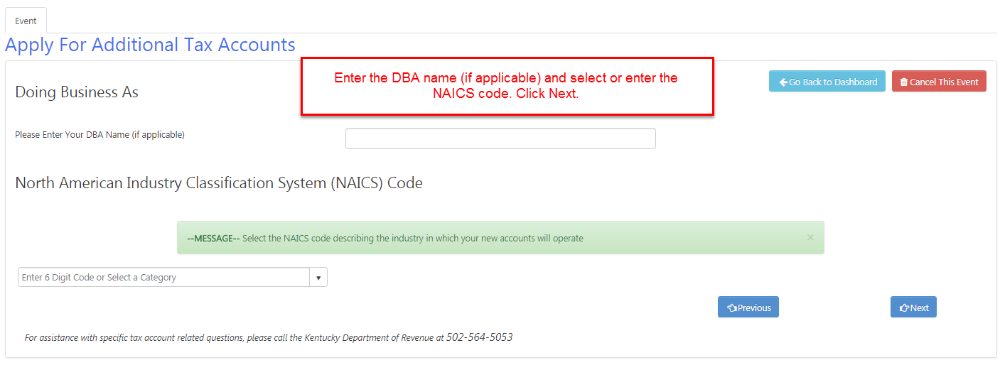 Event
Apply For Additional Tax Accounts
Enter the DBA name (if applicable) and select or enter the
NAICS code. Click Next.
Go Back to Dashboard
Cancel This Event
Doing Business As
Please Enter Your DBA Name (if applicable)
North American Industry Classification System (NAICS) Code
--MESSAGE-- Select the NAICS code describing the industry in which your new accounts will operate ×
Enter 6 Digit Code or Select a Category
Previous
Next
For assistance with specific tax account related questions, please call the Kentucky Department of Revenue at 502-564-5053